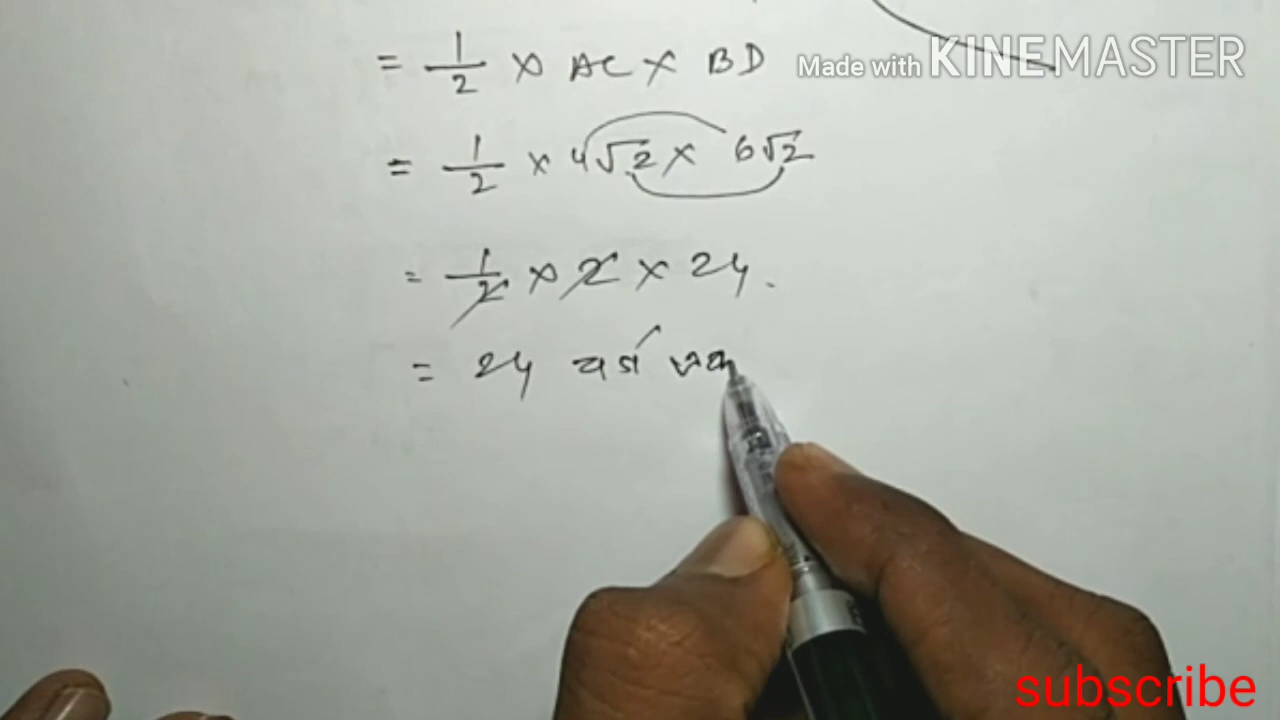 = 1/2 × AC × BD
Made with KINEMASTER
= 1/2 × 4√2 × 6√2
= 1/2 × 2 × 24.
= 24 বর্গ
subscribe